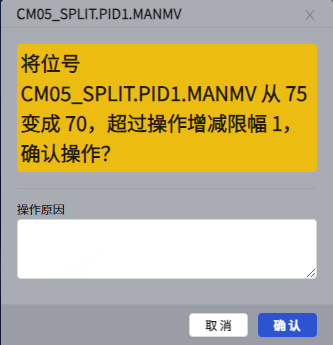 CM05_SPLIT.PID1.MANMV
将位号
CM05_SPLIT.PID1.MANMV 从 75
变成 70，超过操作增减限幅 1，
确认操作？
操作原因
取 消
确 认